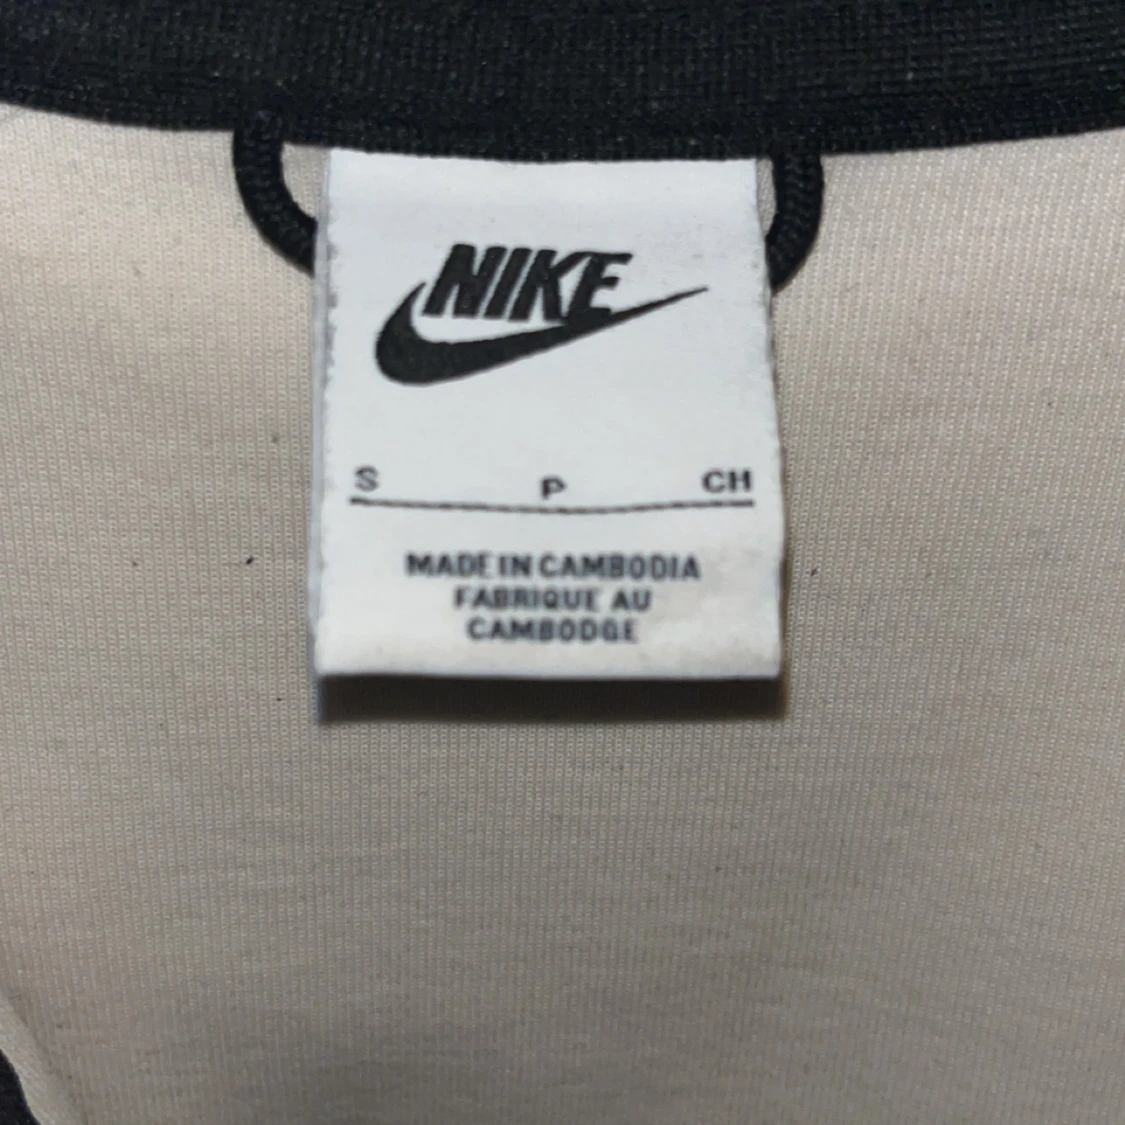 NIKE
S P CH
MADE IN CAMBODIA
FABRIQUE AU
CAMBODGE